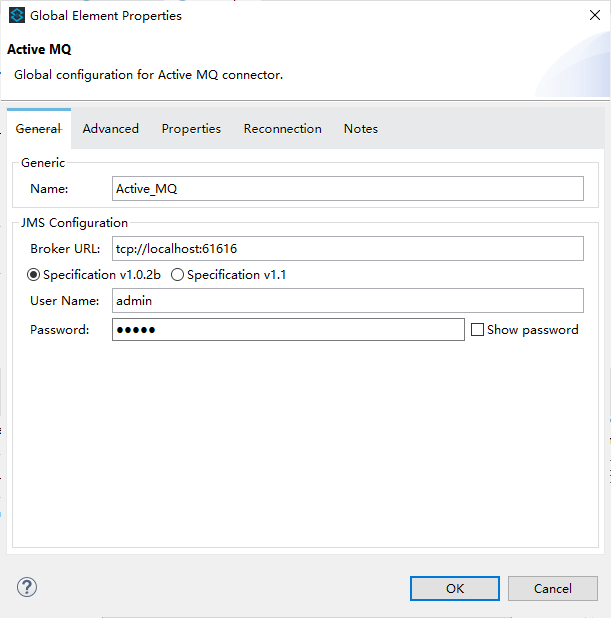 Global Element Properties
Active MQ
Global configuration for Active MQ connector.
General Advanced Properties Reconnection Notes
Generic
Name: Active_MQ
JMS Configuration
Broker URL: tcp://localhost:61616
Specification v1.0.2b Specification v1.1
User Name: admin
Password: ●●●●● Show password
? OK Cancel